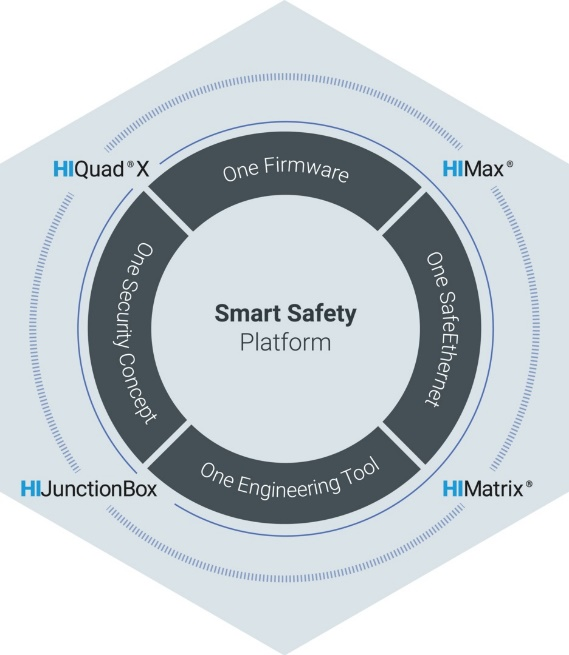 One Firmware
HIQuad® X
HIMax®
One Security Concept
One SafeEthernet
Smart Safety
Platform
One Engineering Tool
HIJunctionBox
HIMatrix®